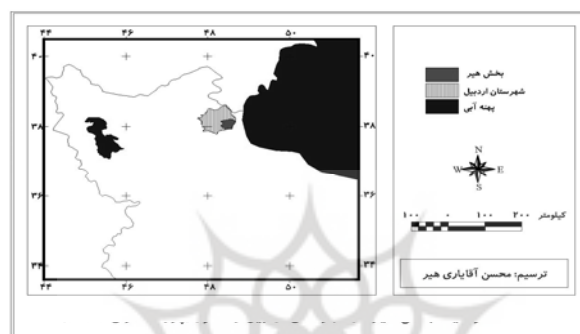 ۴۴ ۴۶ ۴۸ ۵۰
۴۰ ۴۰
۳۸ ۳۸
۳۶ ۳۶
۳۴ ۳۴
۴۶ ۴۸ ۵۰
بخش هیر
شهرستان اردبیل
پهنه آبی
N
W E
S
۱۰۰ ۰ ۱۰۰ ۲۰۰ کیلومتر
ترسیم: محسن آقایاری هیر